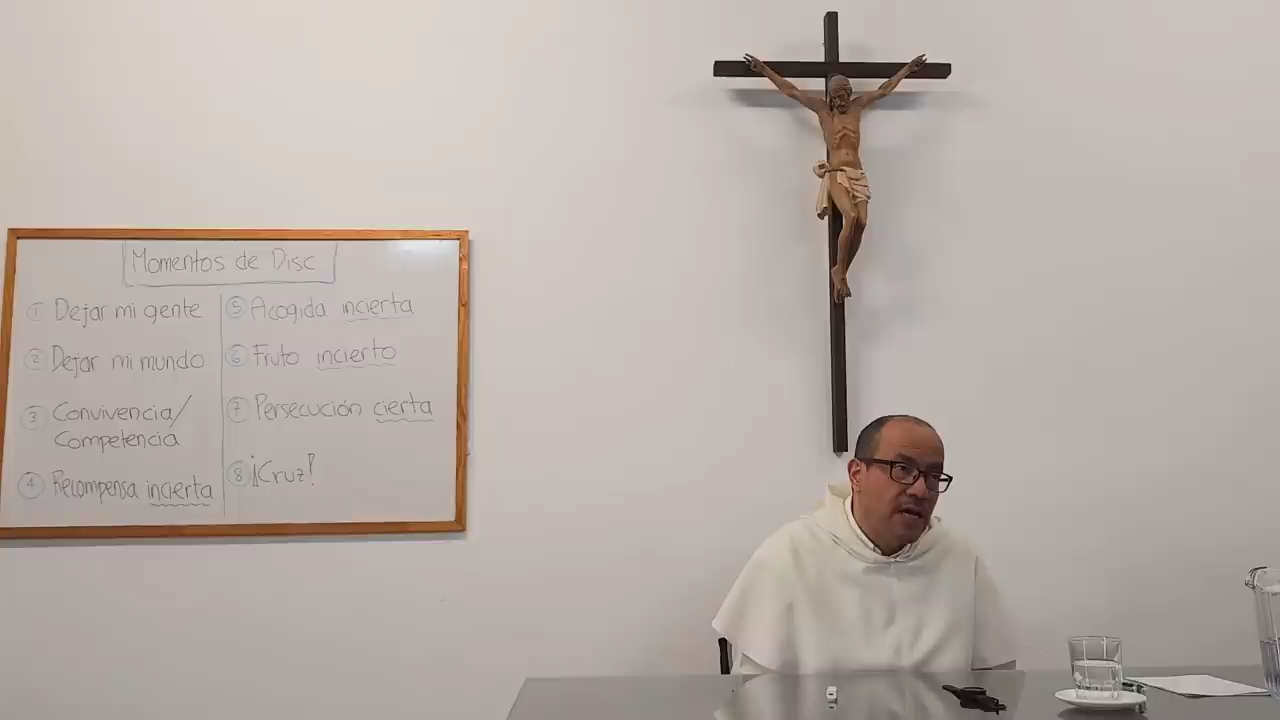 Momentos de Disc
① Dejar mi gente
② Dejar mi mundo
③ Convivencia/
Competencia
④ Recompensa incierta
⑤ Acogida incierta
⑥ Fruto incierto
⑦ Persecución cierta
⑧ ¡Cruz!